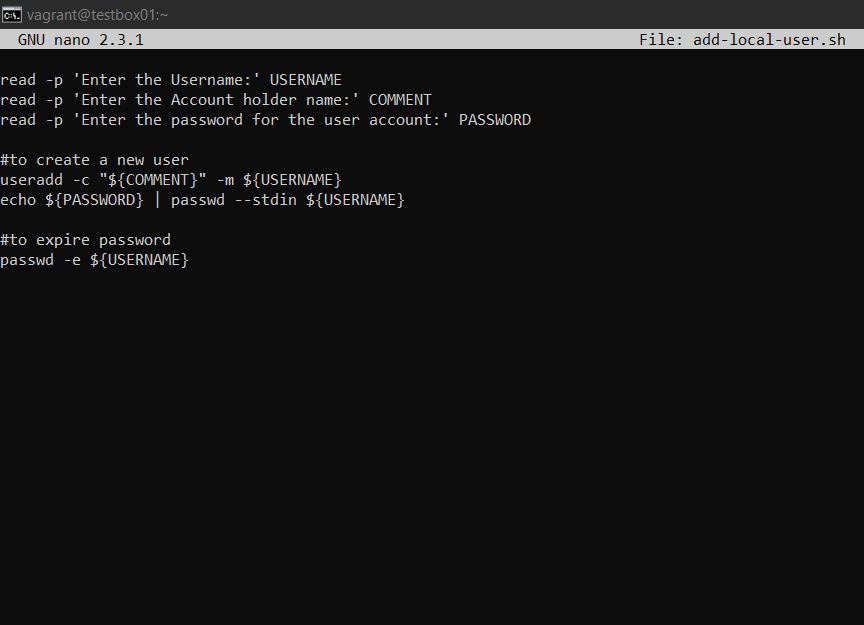 vagrant@testbox01:~
GNU nano 2.3.1 File: add-local-user.sh
read -p 'Enter the Username:' USERNAME
read -p 'Enter the Account holder name:' COMMENT
read -p 'Enter the password for the user account:' PASSWORD
#to create a new user
useradd -c "${COMMENT}" -m ${USERNAME}
echo ${PASSWORD} | passwd --stdin ${USERNAME}
#to expire password
passwd -e ${USERNAME}